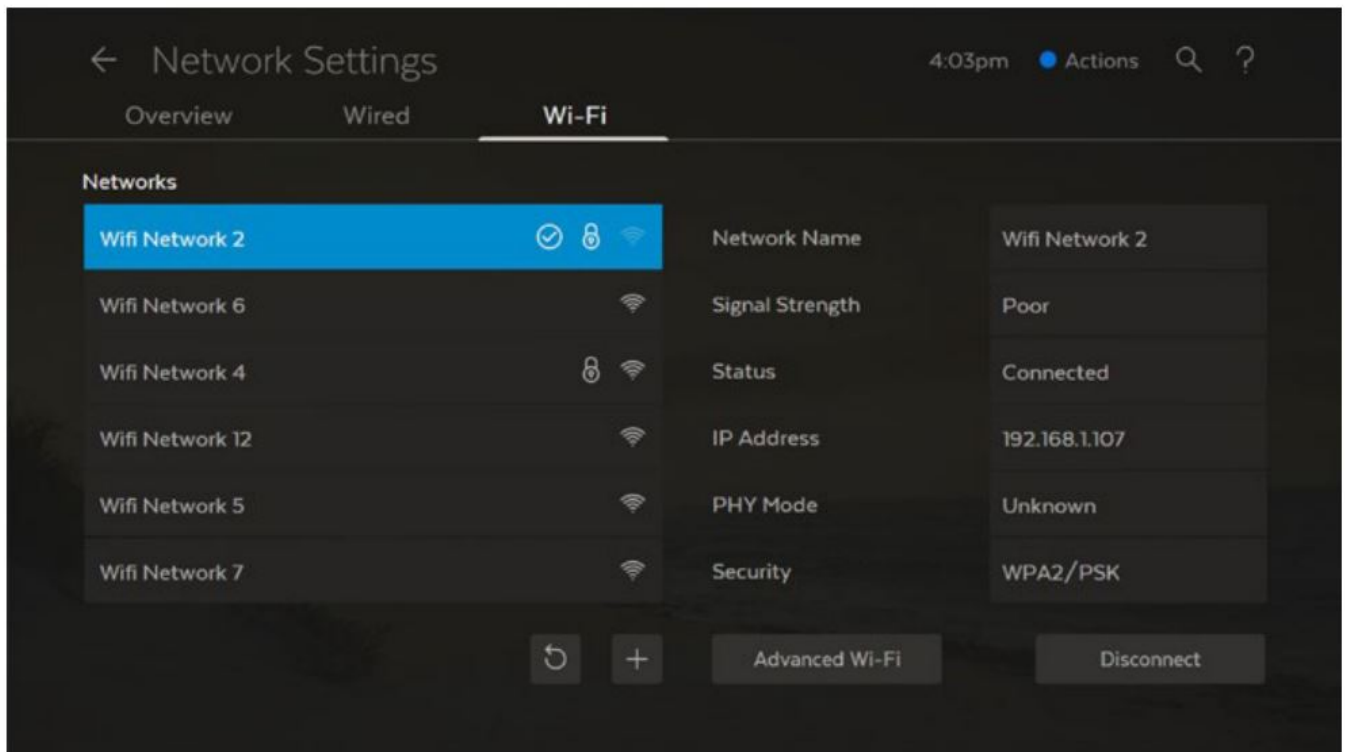 Network Settings
4:03pm Actions ?
Overview Wired Wi-Fi
Networks
Wifi Network 2 Network Name Wifi Network 2
Wifi Network 6 Signal Strength Poor
Wifi Network 4 Status Connected
Wifi Network 12 IP Address 192.168.1.107
Wifi Network 5 PHY Mode Unknown
Wifi Network 7 Security WPA2/PSK
Advanced Wi-Fi Disconnect